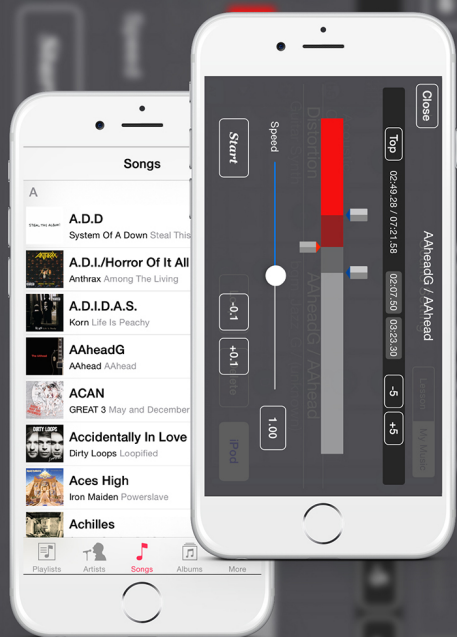 Songs
A
A.D.D
System Of A Down Steal This
A.D.I./Horror Of It All
Anthrax Among The Living
A.D.I.D.A.S.
Korn Life Is Peachy
AAheadG
AAhead AAhead
ACAN
GREAT 3 May and December
Accidentally In Love
Dirty Loops Loopified
Aces High
Iron Maiden Powerslave
Achilles
Playlists
Artists
Songs
Albums
More
Close
AAheadG / AAhead
Lesson
My Music
Top
02:49.28 / 07:21.58
02:07.50
03:23.30
-5
+5
Distortion
AAheadG / AAhead
Speed
1.00
Start
-0.1
+0.1
iPod